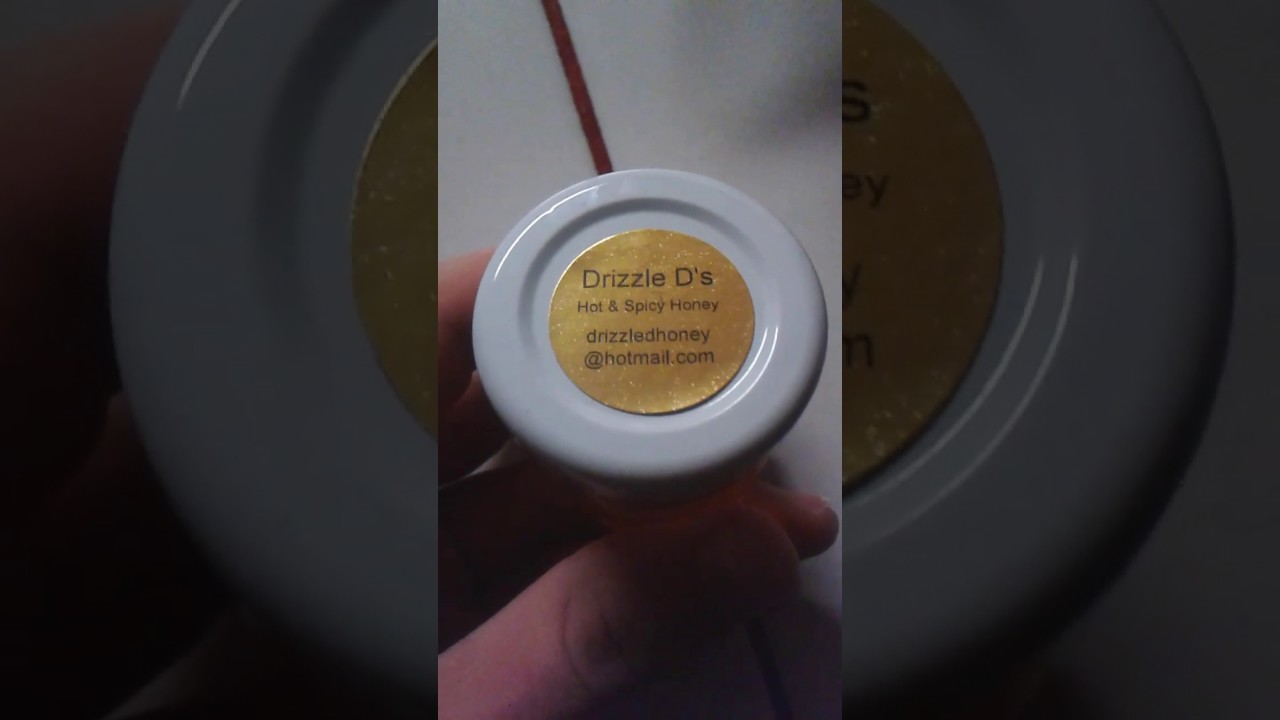 Drizzle D's
Hot & Spicy Honey
drizzledhoney
@hotmail.com